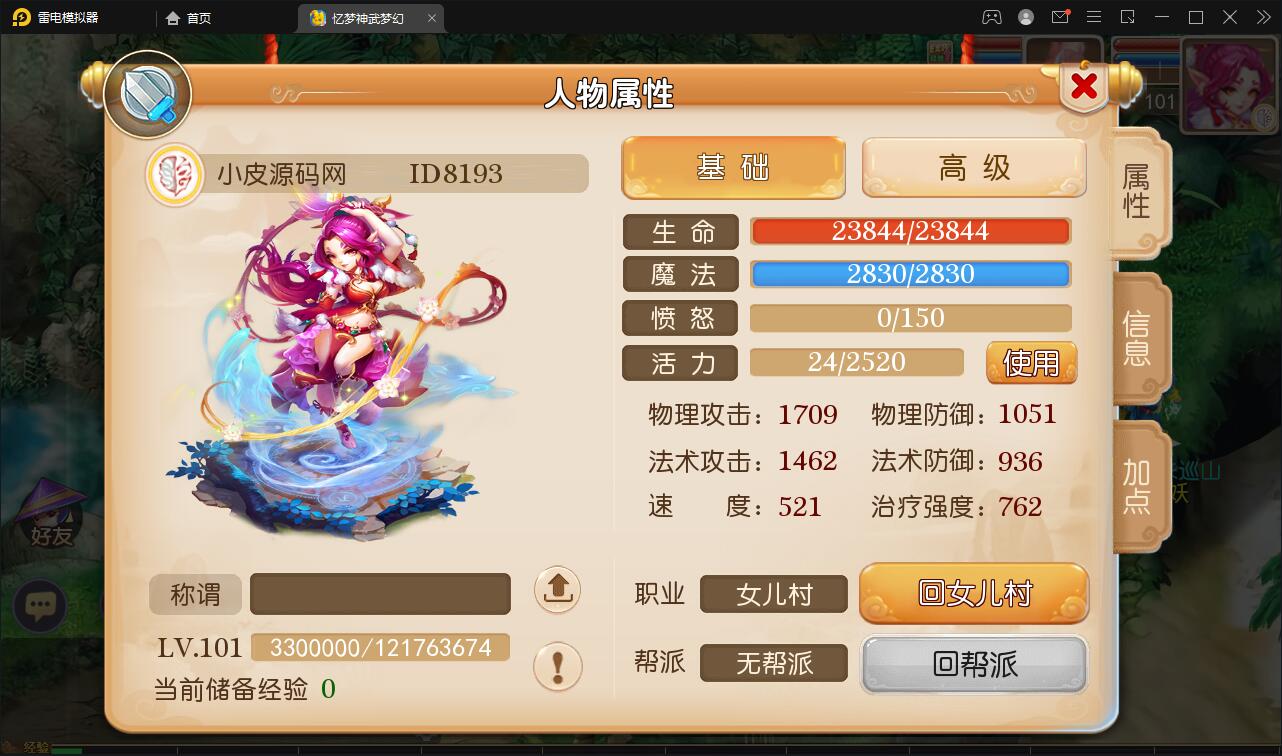 雷电模拟器 首页 忆梦神武梦幻
人物属性
101
小皮源码网 ID8193
基础 高级
属性
生命 23844/23844
魔法 2830/2830
愤怒 0/150
信息
活力 24/2520 使用
物理攻击： 1709 物理防御： 1051
法术攻击： 1462 法术防御： 936
加点
巡山
妖
速度： 521 治疗强度： 762
好友
称谓
职业 女儿村 回女儿村
LV.101 3300000/121763674
帮派 无帮派 回帮派
当前储备经验 0
经验